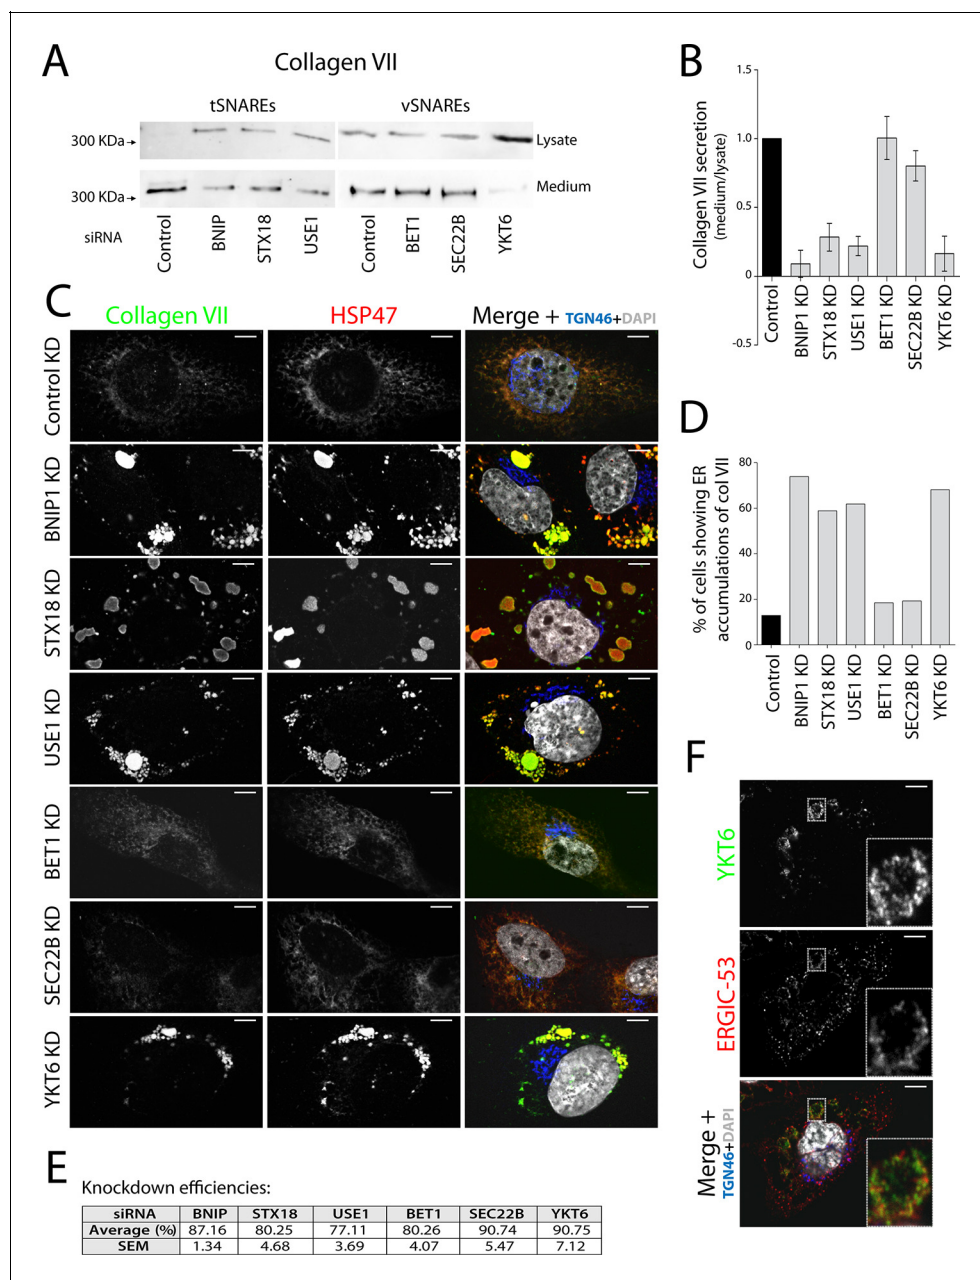 A
Collagen VII
tSNAREs
vSNAREs
300 KDa
Lysate
300 KDa
Medium
siRNA
Control
BNIP
STX18
USE1
Control
BET1
SEC22B
YKT6
B
Collagen VII secretion
(medium/lysate)
1.5
1.0
0.5
0
-0.5
Control
BNIP1 KD
STX18 KD
USE1 KD
BET1 KD
SEC22B KD
YKT6 KD
C
Collagen VII
HSP47
Merge + TGN46+DAPI
Control KD
BNIP1 KD
STX18 KD
USE1 KD
BET1 KD
SEC22B KD
YKT6 KD
D
% of cells showing ER
accumulations of col VII
80
60
40
20
0
Control
BNIP1 KD
STX18 KD
USE1 KD
BET1 KD
SEC22B KD
YKT6 KD
E
Knockdown efficiencies:
siRNA BNIP STX18 USE1 BET1 SEC22B YKT6
Average (%) 87.16 80.25 77.11 80.26 90.74 90.75
SEM 1.34 4.68 3.69 4.07 5.47 7.12
F
YKT6
ERGIC-53
Merge +
TGN46+DAPI